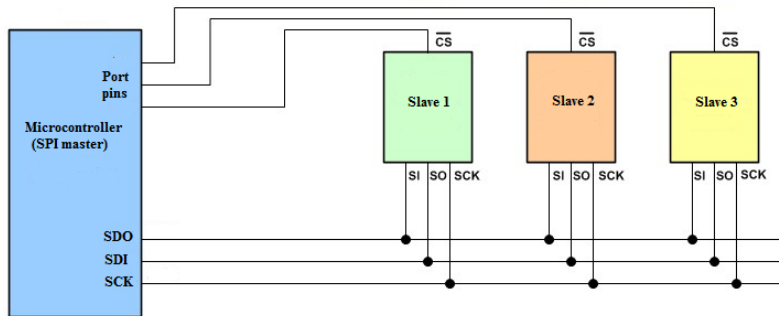 CS
CS
CS
Port
pins
Slave 1
Slave 2
Slave 3
Microcontroller
(SPI master)
SI
SO
SCK
SI
SO
SCK
SI
SO
SCK
SDO
SDI
SCK